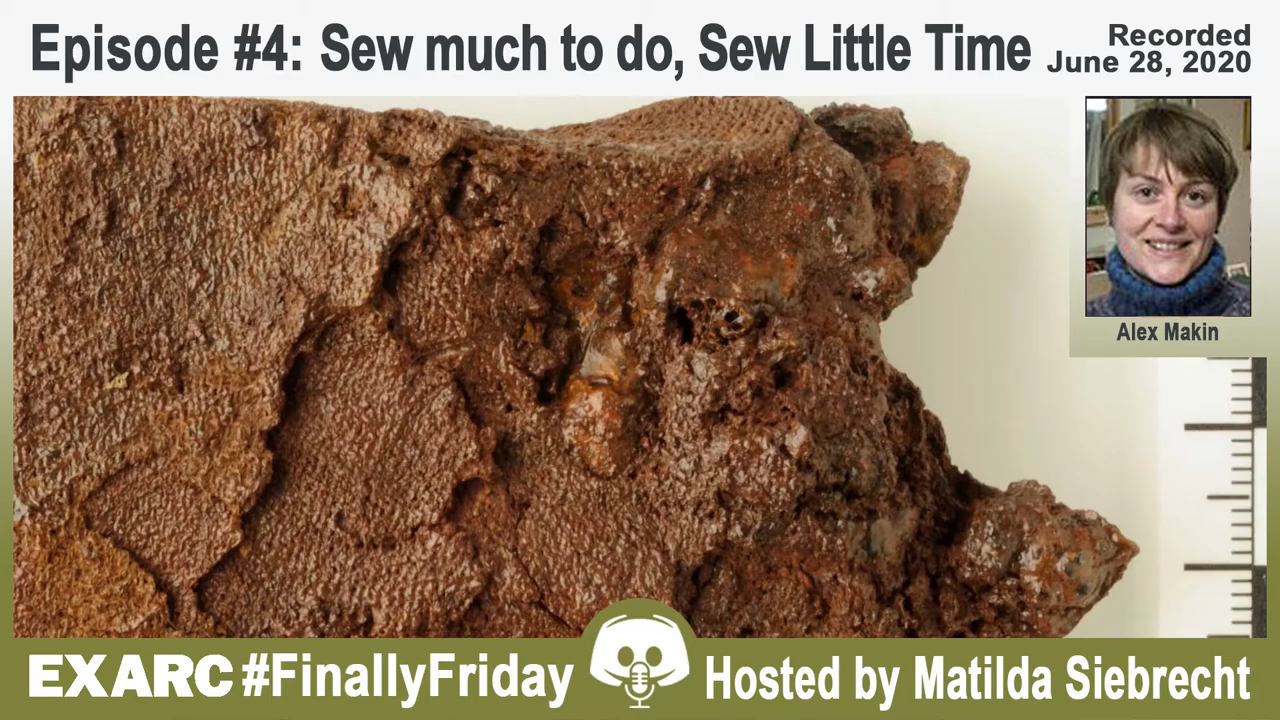 Episode #4: Sew much to do, Sew Little Time
Recorded
June 28, 2020
Alex Makin
EXARC #FinallyFriday
Hosted by Matilda Siebrecht